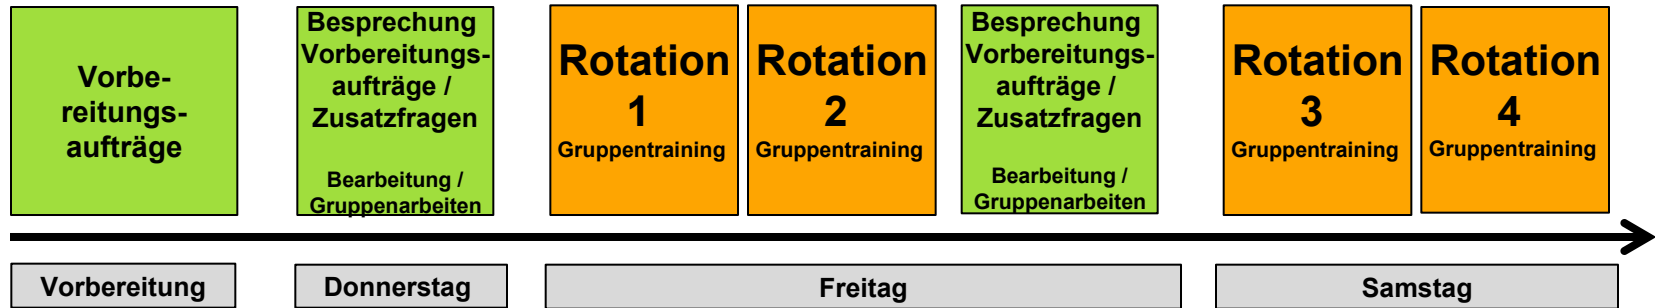 Vorbe-
reitungs-
aufträge
Besprechung
Vorbereitungs-
aufträge /
Zusatzfragen
Bearbeitung /
Gruppenarbeiten
Rotation
1
Gruppentraining
Rotation
2
Gruppentraining
Besprechung
Vorbereitungs-
aufträge /
Zusatzfragen
Bearbeitung /
Gruppenarbeiten
Rotation
3
Gruppentraining
Rotation
4
Gruppentraining
Vorbereitung
Donnerstag
Freitag
Samstag